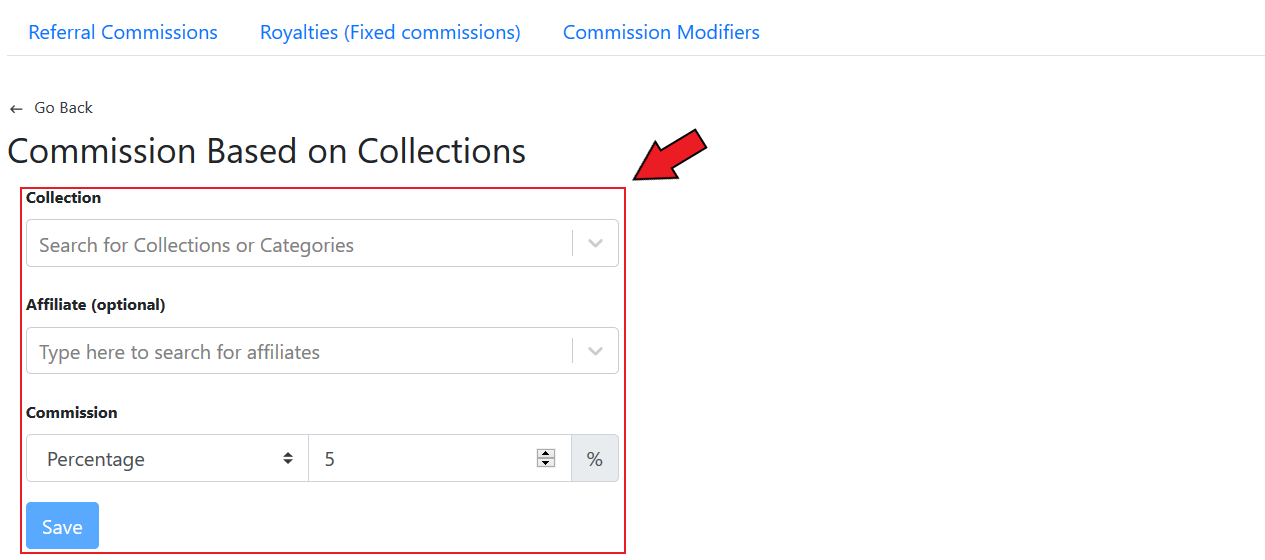 Referral Commissions Royalties (Fixed commissions) Commission Modifiers
← Go Back
Commission Based on Collections
Collection
Search for Collections or Categories
Affiliate (optional)
Type here to search for affiliates
Commission
Percentage 5 %
Save